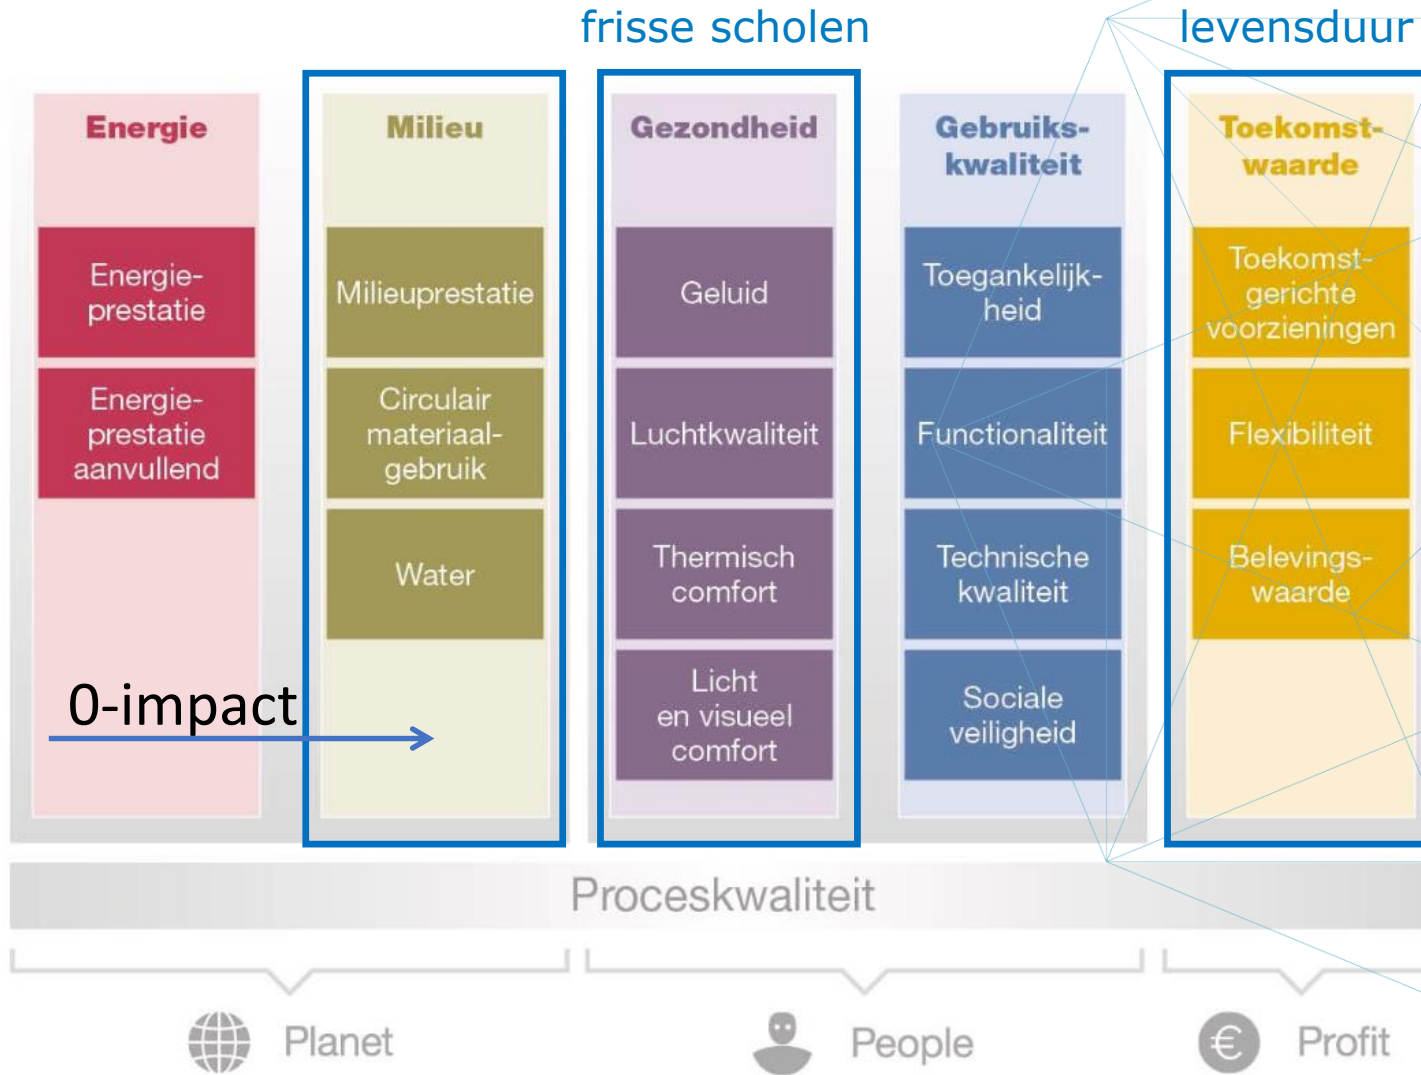 frisse scholen
levensduur
Energie
Energie-
prestatie
Energie-
prestatie
aanvullend
0-impact
Milieu
Milieuprestatie
Circulair
materiaal-
gebruik
Water
Gezondheid
Geluid
Luchtkwaliteit
Thermisch
comfort
Licht
en visueel
comfort
Gebruiks-
kwaliteit
Toegankelijk-
heid
Functionaliteit
Technische
kwaliteit
Sociale
veiligheid
Toekomst-
waarde
Toekomst-
gerichte
voorzieningen
Flexibiliteit
Belevings-
waarde
Proceskwaliteit
Planet
People
€ Profit